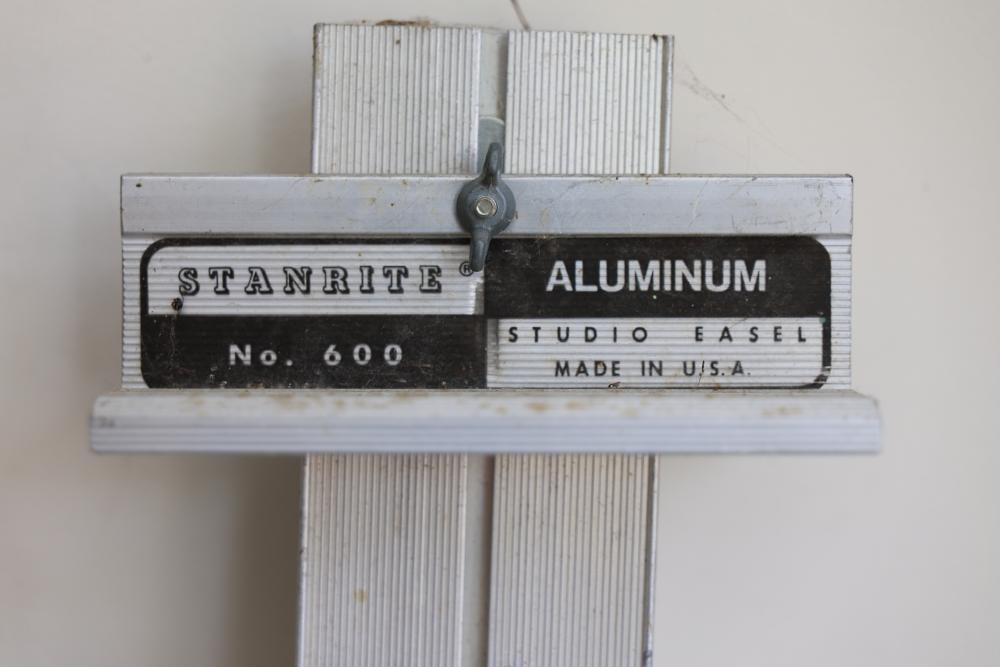 STANRITE®
No. 600
ALUMINUM
STUDIO EASEL
MADE IN U.S.A.